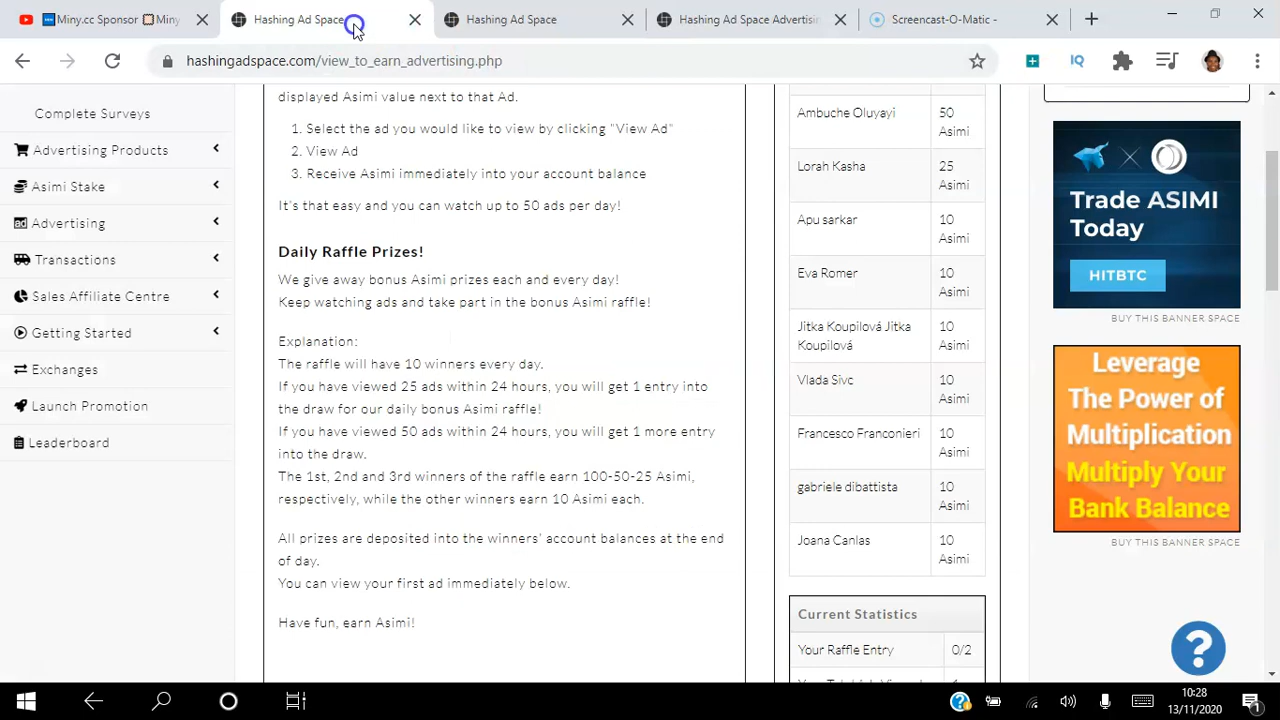 Miny.cc Sponsor Miny
Hashing Ad Space
Hashing Ad Space
Hashing Ad Space Advertisin
Screencast-O-Matic -
hashingadspace.com/view_to_earn_advertising.php
IQ
Complete Surveys
Advertising Products
Asimi Stake
Advertising
Transactions
Sales Affiliate Centre
Getting Started
Exchanges
Launch Promotion
Leaderboard
displayed Asimi value next to that Ad.
1. Select the ad you would like to view by clicking "View Ad"
2. View Ad
3. Receive Asimi immediately into your account balance
It's that easy and you can watch up to 50 ads per day!
Daily Raffle Prizes!
We give away bonus Asimi prizes each and every day!
Keep watching ads and take part in the bonus Asimi raffle!
Explanation:
The raffle will have 10 winners every day.
If you have viewed 25 ads within 24 hours, you will get 1 entry into
the draw for our daily bonus Asimi raffle!
If you have viewed 50 ads within 24 hours, you will get 1 more entry
into the draw.
The 1st, 2nd and 3rd winners of the raffle earn 100-50-25 Asimi,
respectively, while the other winners earn 10 Asimi each.
All prizes are deposited into the winners' account balances at the end
of day.
You can view your first ad immediately below.
Have fun, earn Asimi!
Ambuche Oluyayi 50
Asimi
Lorah Kasha 25
Asimi
Apu sarkar 10
Asimi
Eva Romer 10
Asimi
Jitka Koupilová Jitka 10
Koupilová Asimi
Vlada Sivc 10
Asimi
Francesco Franconieri 10
Asimi
gabriele dibattista 10
Asimi
Joana Canlas 10
Asimi
Current Statistics
Your Raffle Entry 0/2
Trade ASIMI
Today
HITBTC
BUY THIS BANNER SPACE
Leverage
The Power of
Multiplication
Multiply Your
Bank Balance
BUY THIS BANNER SPACE
?
10:28
13/11/2020